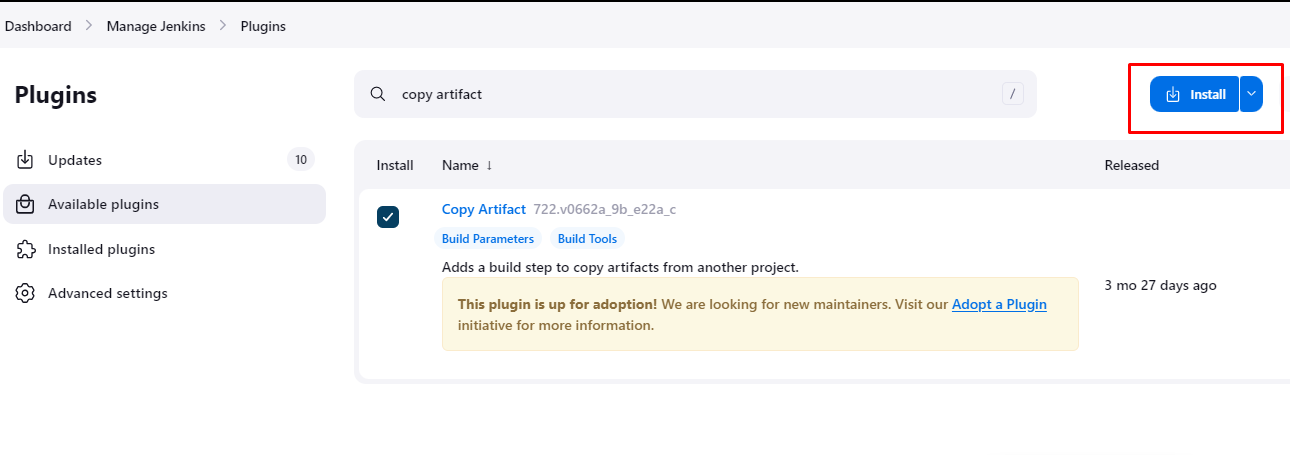 Dashboard > Manage Jenkins > Plugins
Plugins
copy artifact /
Install
Updates 10
Available plugins
Installed plugins
Advanced settings
Install Name ↓ Released
Copy Artifact 722.v0662a_9b_e22a_c
Build Parameters Build Tools
Adds a build step to copy artifacts from another project.
This plugin is up for adoption! We are looking for new maintainers. Visit our Adopt a Plugin
initiative for more information.
3 mo 27 days ago